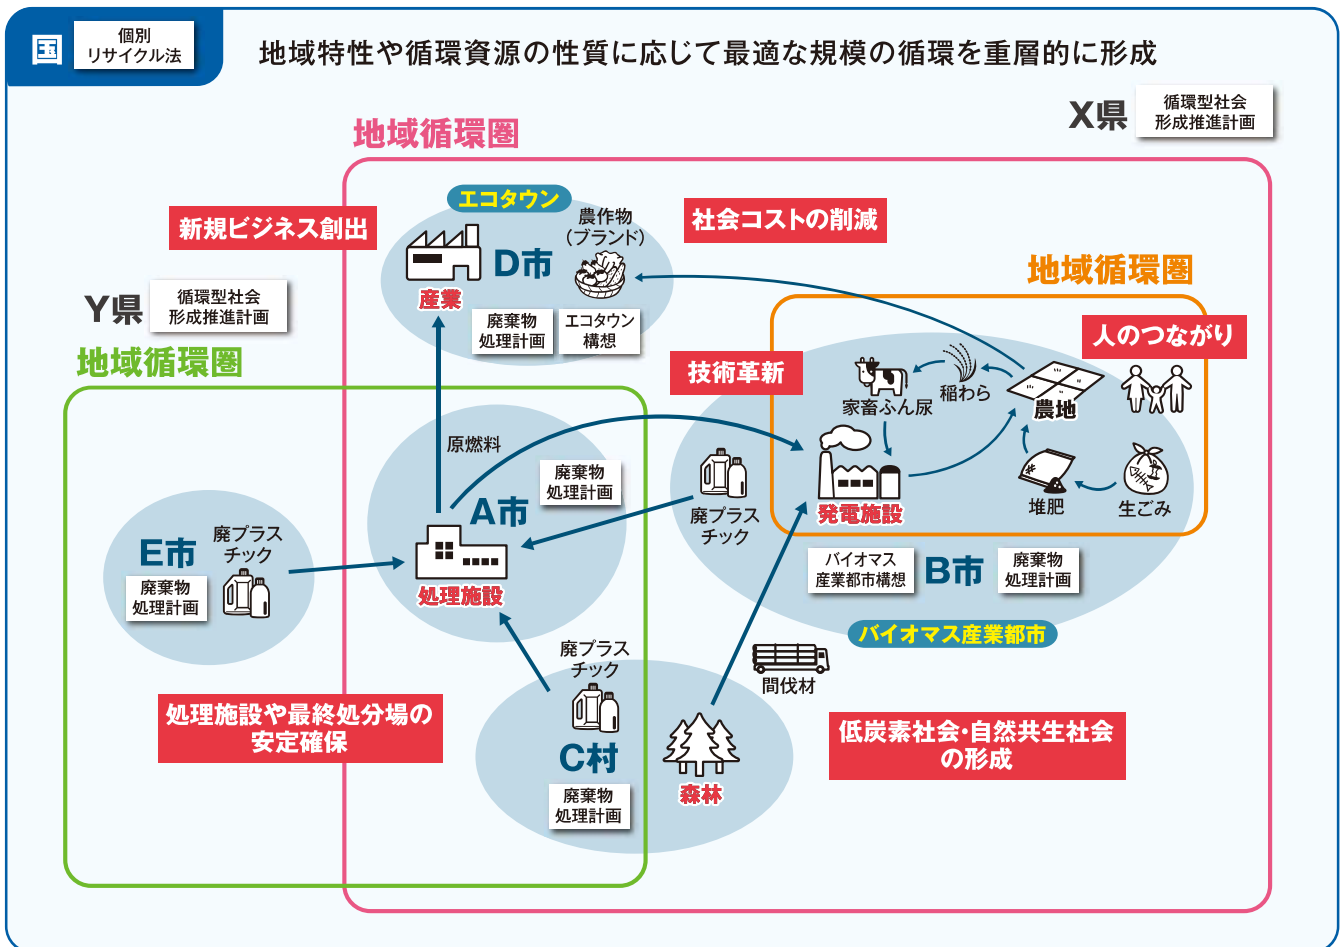 国
個別
リサイクル法
地域特性や循環資源の性質に応じて最適な規模の循環を重層的に形成
X県
循環型社会
形成推進計画
地域循環圏
エコタウン
新規ビジネス創出
農作物
(ブランド)
D市
産業
廃棄物
処理計画
エコタウン
構想
社会コストの削減
地域循環圏
Y県
循環型社会
形成推進計画
地域循環圏
技術革新
人のつながり
家畜ふん尿
稲わら
農地
原燃料
廃棄物
処理計画
A市
処理施設
廃プラス
チック
発電施設
堆肥
生ごみ
E市
廃プラス
チック
廃棄物
処理計画
バイオマス
産業都市構想
B市
廃棄物
処理計画
バイオマス産業都市
廃プラス
チック
間伐材
処理施設や最終処分場の
安定確保
C村
廃棄物
処理計画
森林
低炭素社会・自然共生社会
の形成